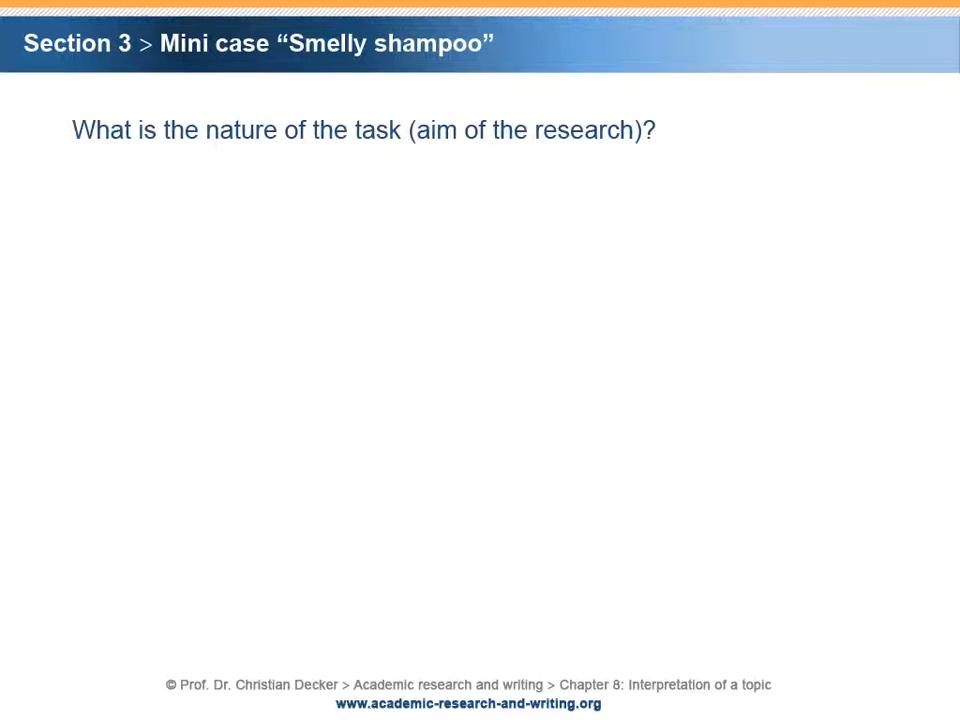 Section 3 > Mini case “Smelly shampoo”
What is the nature of the task (aim of the research)?
© Prof. Dr. Christian Decker > Academic research and writing > Chapter 8: Interpretation of a topic
www.academic-research-and-writing.org